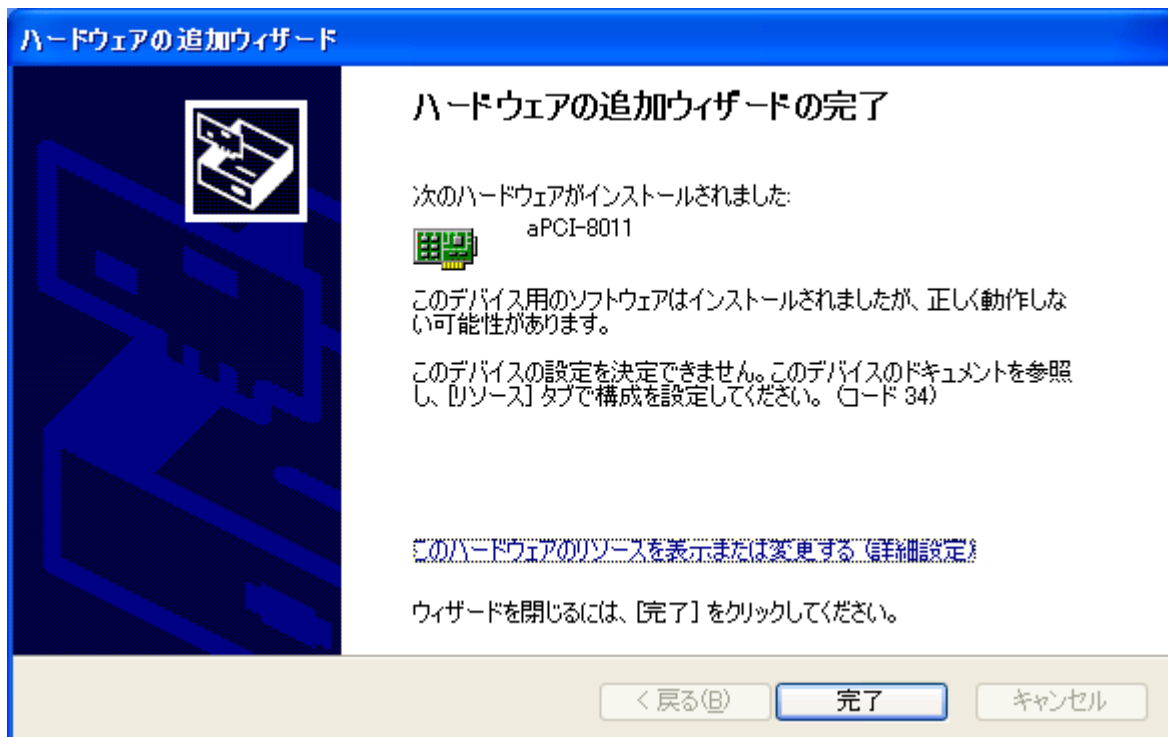 ハードウェアの追加ウィザード
ハードウェアの追加ウィザードの完了
次のハードウェアがインストールされました:
aPCI-8011
このデバイス用のソフトウェアはインストールされましたが、正しく動作しな
い可能性があります。
このデバイスの設定を決定できません。このデバイスのドキュメントを参照
し、[リソース] タブで構成を設定してください。 (コード 34)
このハードウェアのリソースを表示または変更する (詳細設定)
ウィザードを閉じるには、[完了] をクリックしてください。
< 戻る(B)
完了
キャンセル